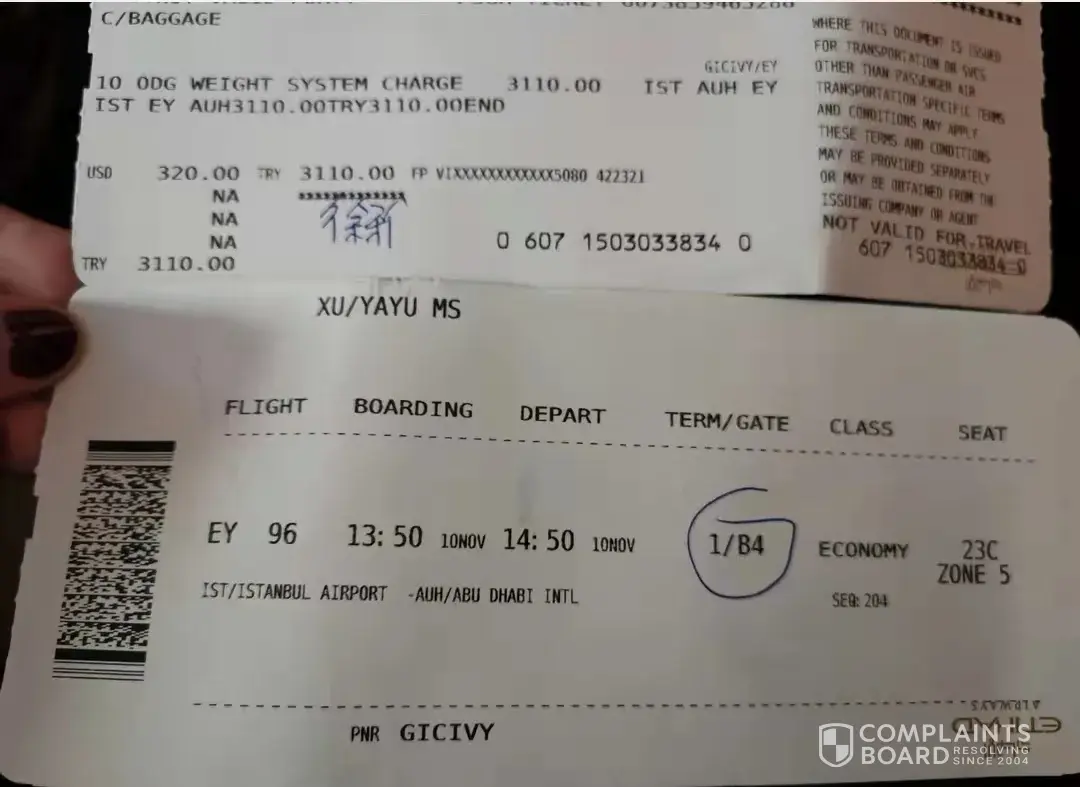 C/BAGGAGE
GICIVY/EY
10 ODG WEIGHT SYSTEM CHARGE 3110.00 IST AUH EY
IST EY AUH3110.00TRY3110.00END
USD 320.00 TRY 3110.00 FP VIXXXXXXXXXXXX5080 422321
NA ****************
NA 徐
NA 0 607 1503033834 0
TRY 3110.00
WHERE THIS DOCUMENT IS ISSUED
FOR TRANSPORTATION OR SVCS
OTHER THAN PASSENGER AIR
TRANSPORTATION SPECIFIC TERMS
AND CONDITIONS MAY APPLY
THESE TERMS AND CONDITIONS
MAY BE PROVIDED SEPARATELY
OR MAY BE OBTAINED FROM THE
ISSUING COMPANY OR AGENT
NOT VALID FOR TRAVEL
607 1503033834 0
XU/YAYU MS
FLIGHT BOARDING DEPART TERM/GATE CLASS SEAT
EY 96 13:50 10NOV 14:50 10NOV 1/B4 ECONOMY 23C
ZONE 5
IST/ISTANBUL AIRPORT -AUH/ABU DHABI INTL
SEQ: 204
PNR GICIVY
ETIHAD
AIRWAYS
COMPLAINTS
BOARD RESOLVING
SINCE 2004